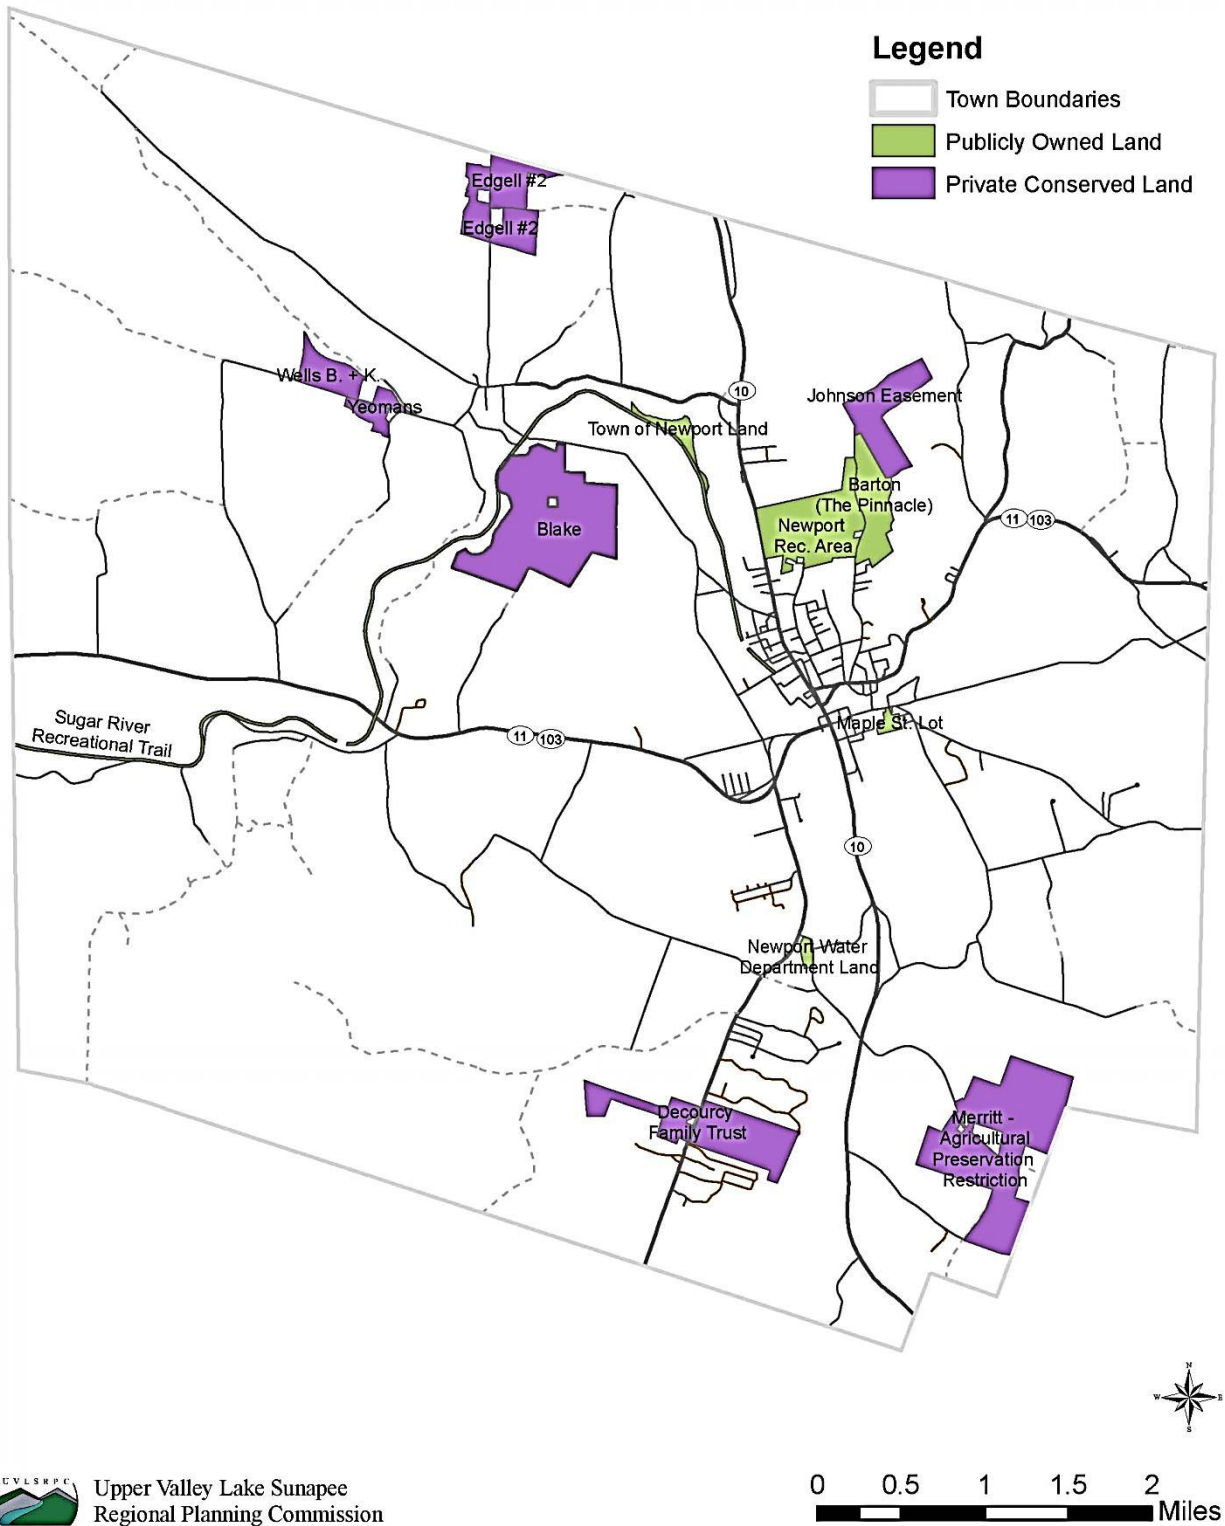 Legend
Town Boundaries
Publicly Owned Land
Private Conserved Land
Edgell #2
Edgell #2
Wells B. + K.
Yeomans
10
Johnson Easement
Town of Newport Land
Barton
(The Pinnacle)
Newport
Rec. Area
Blake
11 103
Sugar River
Recreational Trail
Maple St. Lot
11 103
10
Newport Water
Department Land
Decourcy
Family Trust
Merritt -
Agricultural
Preservation
Restriction
N
W E
S
UVLSRPC
Upper Valley Lake Sunapee
Regional Planning Commission
0 0.5 1 1.5 2
Miles